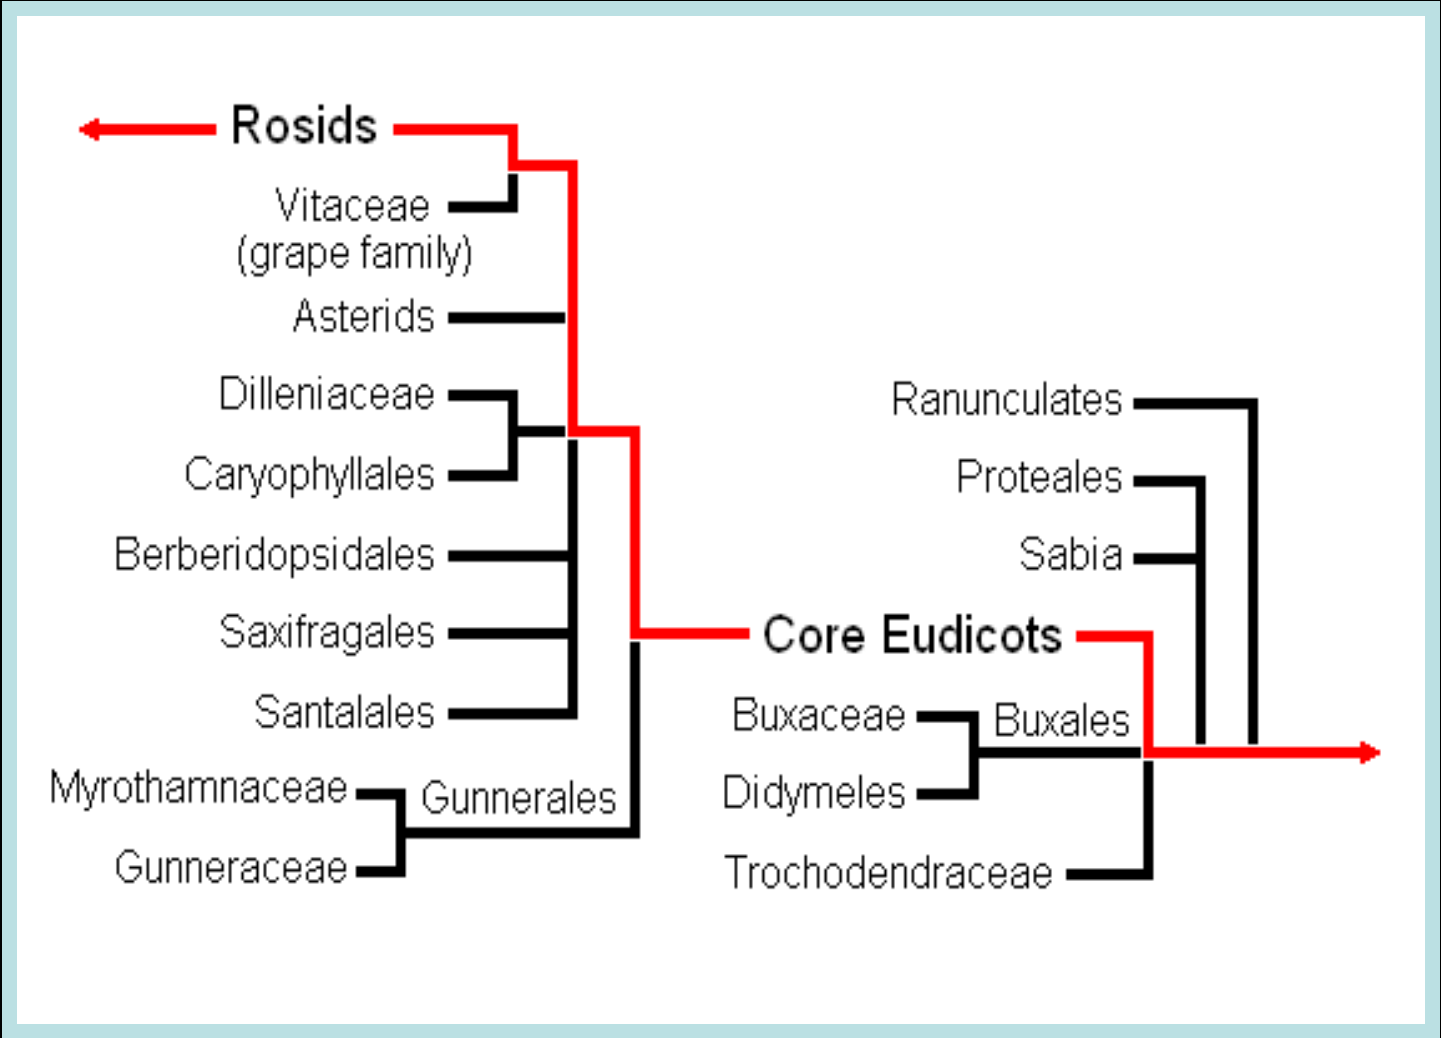 Rosids
Vitaceae
(grape family)
Asterids
Dilleniaceae
Caryophyllales
Berberidopsidales
Saxifragales
Santalales
Myrothamnaceae
Gunnerales
Gunneraceae
Ranunculates
Proteales
Sabia
Core Eudicots
Buxaceae
Buxales
Didymeles
Trochodendraceae